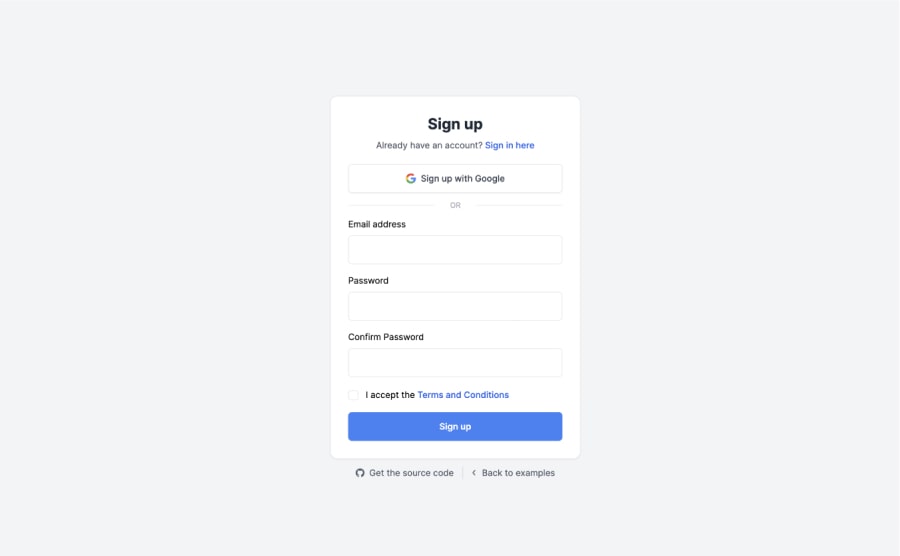 Sign up
Already have an account? Sign in here
Sign up with Google
OR
Email address
Password
Confirm Password
I accept the Terms and Conditions
Sign up
Get the source code
Back to examples